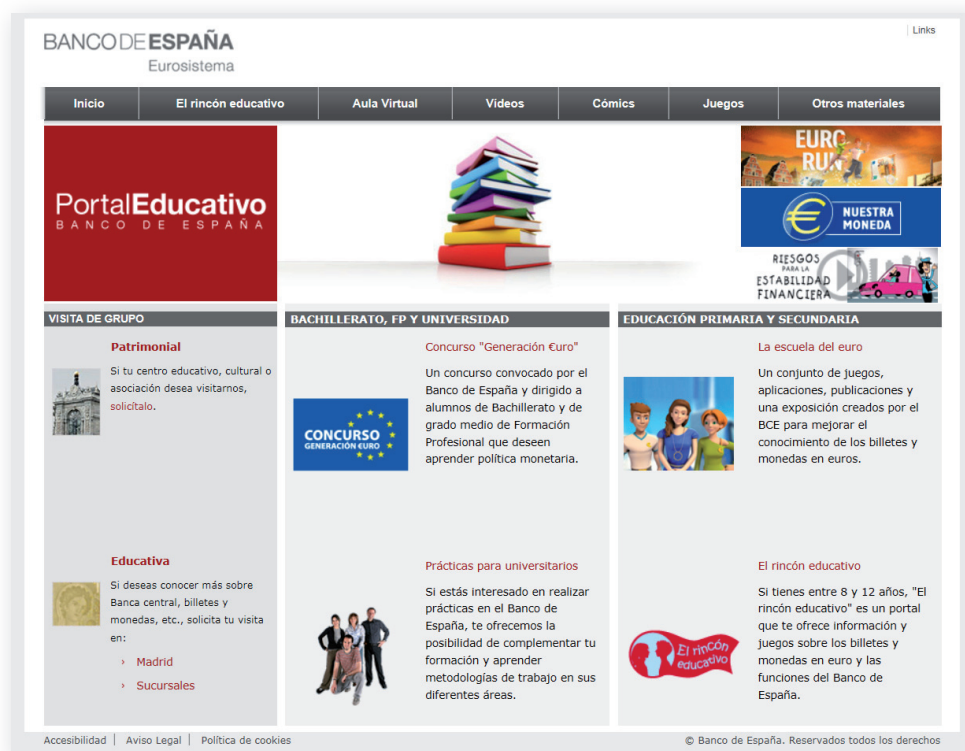 BANCO DE ESPAÑA
Eurosistema
Links
Inicio
El rincón educativo
Aula Virtual
Videos
Cómics
Juegos
Otros materiales
PortalEducativo
BANCO DE ESPAÑA
EURO
RUN
NUESTRA
MONEDA
RIESGOS
PARA LA
ESTABILIDAD
FINANCIERA
VISITA DE GRUPO
Patrimonial
Si tu centro educativo, cultural o
asociación desea visitarnos,
solicítalo.
Educativa
Si deseas conocer más sobre
Banca central, billetes y
monedas, etc., solicita tu visita
en:
› Madrid
› Sucursales
BACHILLERATO, FP Y UNIVERSIDAD
Concurso "Generación €uro"
CONCURSO
GENERACIÓN €URO
Un concurso convocado por el
Banco de España y dirigido a
alumnos de Bachillerato y de
grado medio de Formación
Profesional que deseen
aprender política monetaria.
Prácticas para universitarios
Si estás interesado en realizar
prácticas en el Banco de
España, te ofrecemos la
posibilidad de complementar tu
formación y aprender
metodologías de trabajo en sus
diferentes áreas.
EDUCACIÓN PRIMARIA Y SECUNDARIA
La escuela del euro
Un conjunto de juegos,
aplicaciones, publicaciones y
una exposición creados por el
BCE para mejorar el
conocimiento de los billetes y
monedas en euros.
El rincón educativo
El rincón
educativo
Si tienes entre 8 y 12 años, "El
rincón educativo" es un portal
que te ofrece información y
juegos sobre los billetes y
monedas en euro y las
funciones del Banco de
España.
Accesibilidad | Aviso Legal | Política de cookies
© Banco de España. Reservados todos los derechos